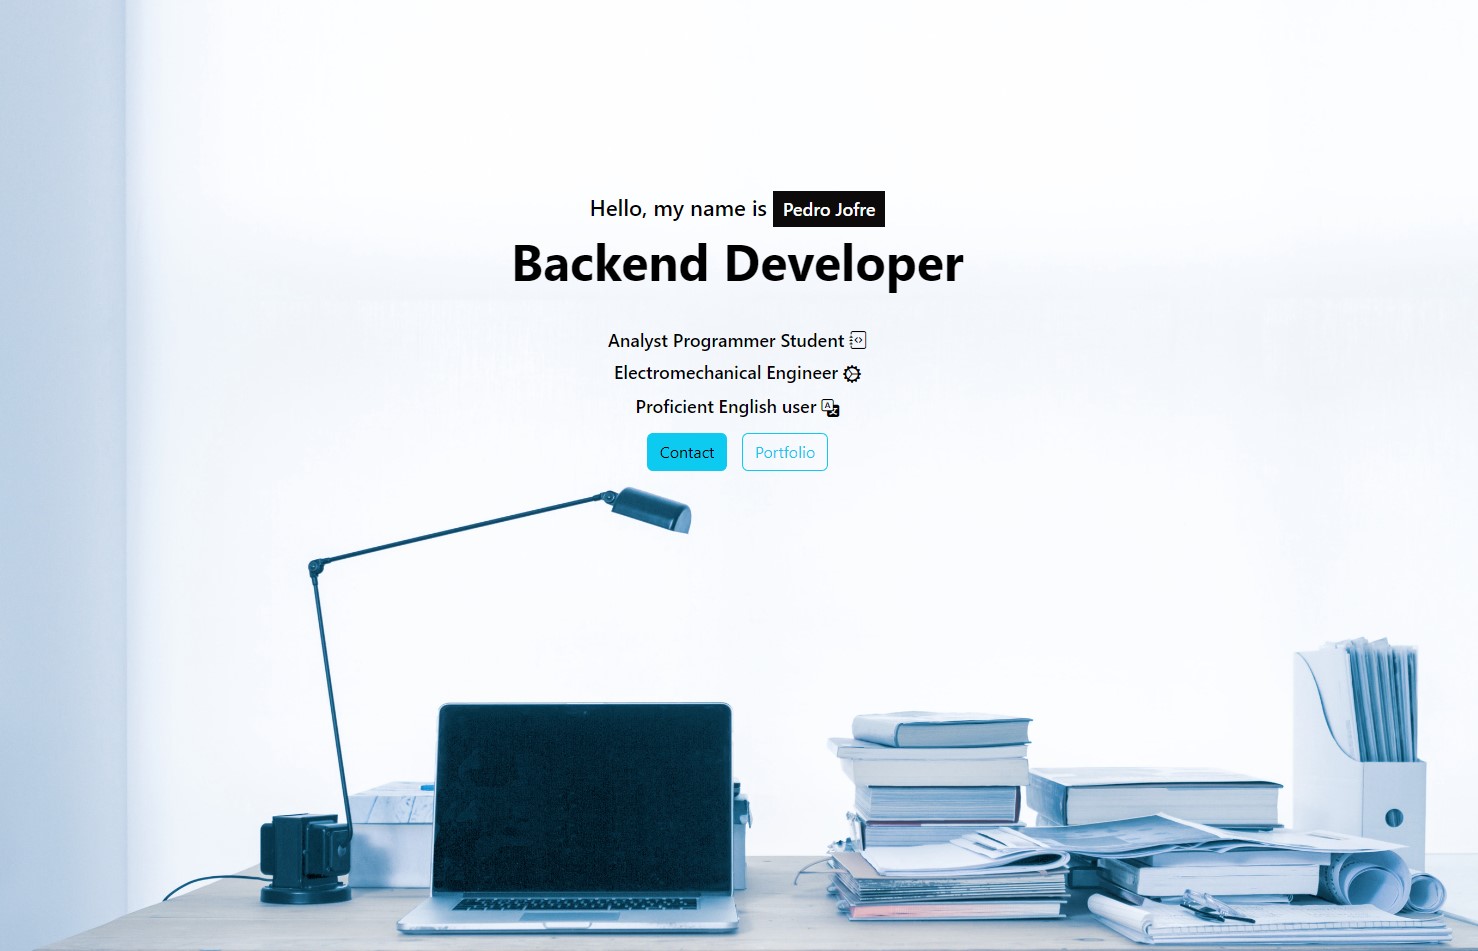 Hello, my name is Pedro Jofre
Backend Developer
Analyst Programmer Student
Electromechanical Engineer
Proficient English user
Contact Portfolio